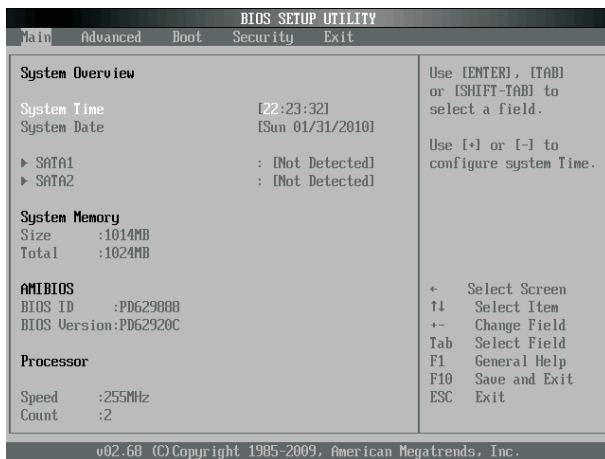 BIOS SETUP UTILITY
Main Advanced Boot Security Exit
System Overview
System Time [22:23:32]
System Date [Sun 01/31/2010]
▶ SATA1 : [Not Detected]
▶ SATA2 : [Not Detected]
System Memory
Size :1014MB
Total :1024MB
AMIBIOS
BIOS ID :PD629888
BIOS Version:PD62920C
Processor
Speed :255MHz
Count :2
Use [ENTER], [TAB]
or [SHIFT-TAB] to
select a field.
Use [+] or [-] to
configure system Time.
← Select Screen
↑↓ Select Item
+- Change Field
Tab Select Field
F1 General Help
F10 Save and Exit
ESC Exit
v02.68 (C)Copyright 1985-2009, American Megatrends, Inc.